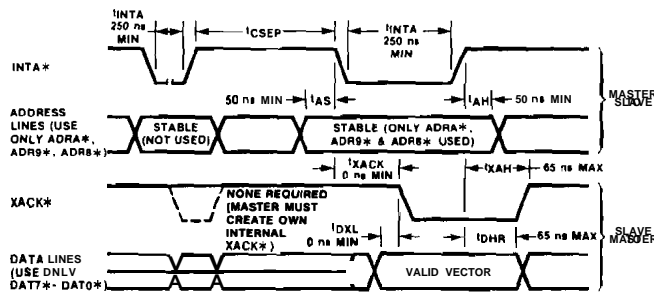 tINTA
250 ns
MIN
tCSEP
tINTA
250 ns
MIN
INTA*
50 ns MIN
tAS
tAH
50 ns MIN
MASTER
ADDRESS
LINES (USE
ONLY ADRA*,
ADR9*, ADR8*)
STABLE
(NOT USED)
STABLE (ONLY ADRA*,
ADR9* & ADR8* USED)
tXACK
0 ns MIN
tXAH
65 ns MAX
XACK*
NONE REQUIRED
(MASTER MUST
CREATE OWN
INTERNAL
XACK*)
SLAVE
tDXL
0 ns MIN
tDHR
65 ns MAX
DATA LINES
(USE DNLV
DAT7*- DAT0*)
VALID VECTOR